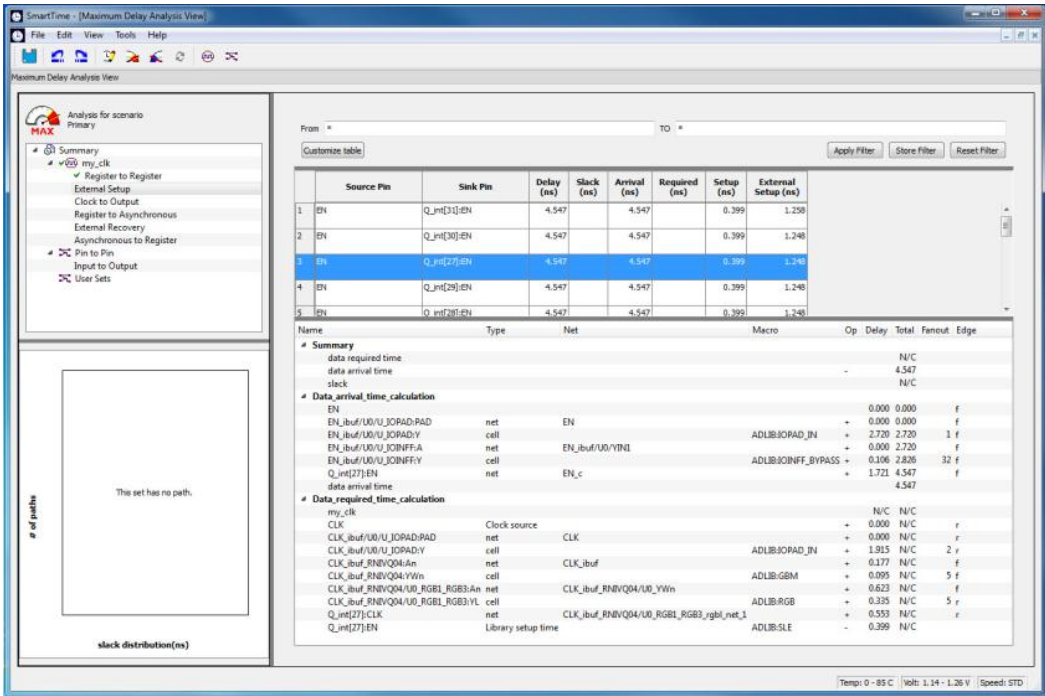 SmartTime - [Maximum Delay Analysis View]
File Edit View Tools Help
Maximum Delay Analysis View
MAX
Analysis for scenario
Primary
Summary
my_clk
Register to Register
External Setup
Clock to Output
Register to Asynchronous
External Recovery
Asynchronous to Register
Pin to Pin
Input to Output
User Sets
# of paths
This set has no path.
slack distribution(ns)
From * TO *
Customize table Apply Filter Store Filter Reset Filter
Source Pin Sink Pin Delay (ns) Slack (ns) Arrival (ns) Required (ns) Setup (ns) External Setup (ns)
1 EN Q_int[31]:EN 4.547 4.547 0.399 1.258
2 EN Q_int[30]:EN 4.547 4.547 0.399 1.248
3 EN Q_int[27]:EN 4.547 4.547 0.399 1.248
4 EN Q_int[29]:EN 4.547 4.547 0.399 1.248
5 EN Q_int[28]:EN 4.547 4.547 0.399 1.248
Name Type Net Macro Op Delay Total Fanout Edge
Summary
data required time N/C
data arrival time - 4.547
slack N/C
Data_arrival_time_calculation
EN 0.000 0.000 f
EN_ibuf/U0/U_IOPAD:PAD net EN + 0.000 0.000 f
EN_ibuf/U0/U_IOPAD:Y cell ADLIB:IOPAD_IN + 2.720 2.720 1 f
EN_ibuf/U0/U_IOINFF:A net EN_ibuf/U0/YIN1 + 0.000 2.720 f
EN_ibuf/U0/U_IOINFF:Y cell ADLIB:IOINFF_BYPASS + 0.106 2.826 32 f
Q_int[27]:EN net EN_c + 1.721 4.547 f
data arrival time 4.547
Data_required_time_calculation
my_clk N/C N/C
CLK Clock source + 0.000 N/C r
CLK_ibuf/U0/U_IOPAD:PAD net CLK + 0.000 N/C r
CLK_ibuf/U0/U_IOPAD:Y cell ADLIB:IOPAD_IN + 1.915 N/C 2 r
CLK_ibuf_RNIVQ04:An net CLK_ibuf + 0.177 N/C f
CLK_ibuf_RNIVQ04:YWn cell ADLIB:GBM + 0.095 N/C 5 f
CLK_ibuf_RNIVQ04/U0_RGB1_RGB3:An net CLK_ibuf_RNIVQ04/U0_YWn + 0.623 N/C f
CLK_ibuf_RNIVQ04/U0_RGB1_RGB3:YL cell ADLIB:RGB + 0.335 N/C 5 r
Q_int[27]:CLK net CLK_ibuf_RNIVQ04/U0_RGB1_RGB3_rgbl_net_1 + 0.553 N/C r
Q_int[27]:EN Library setup time ADLIB:SLE - 0.399 N/C
Temp: 0 - 85 C Volt: 1.14 - 1.26 V Speed: STD